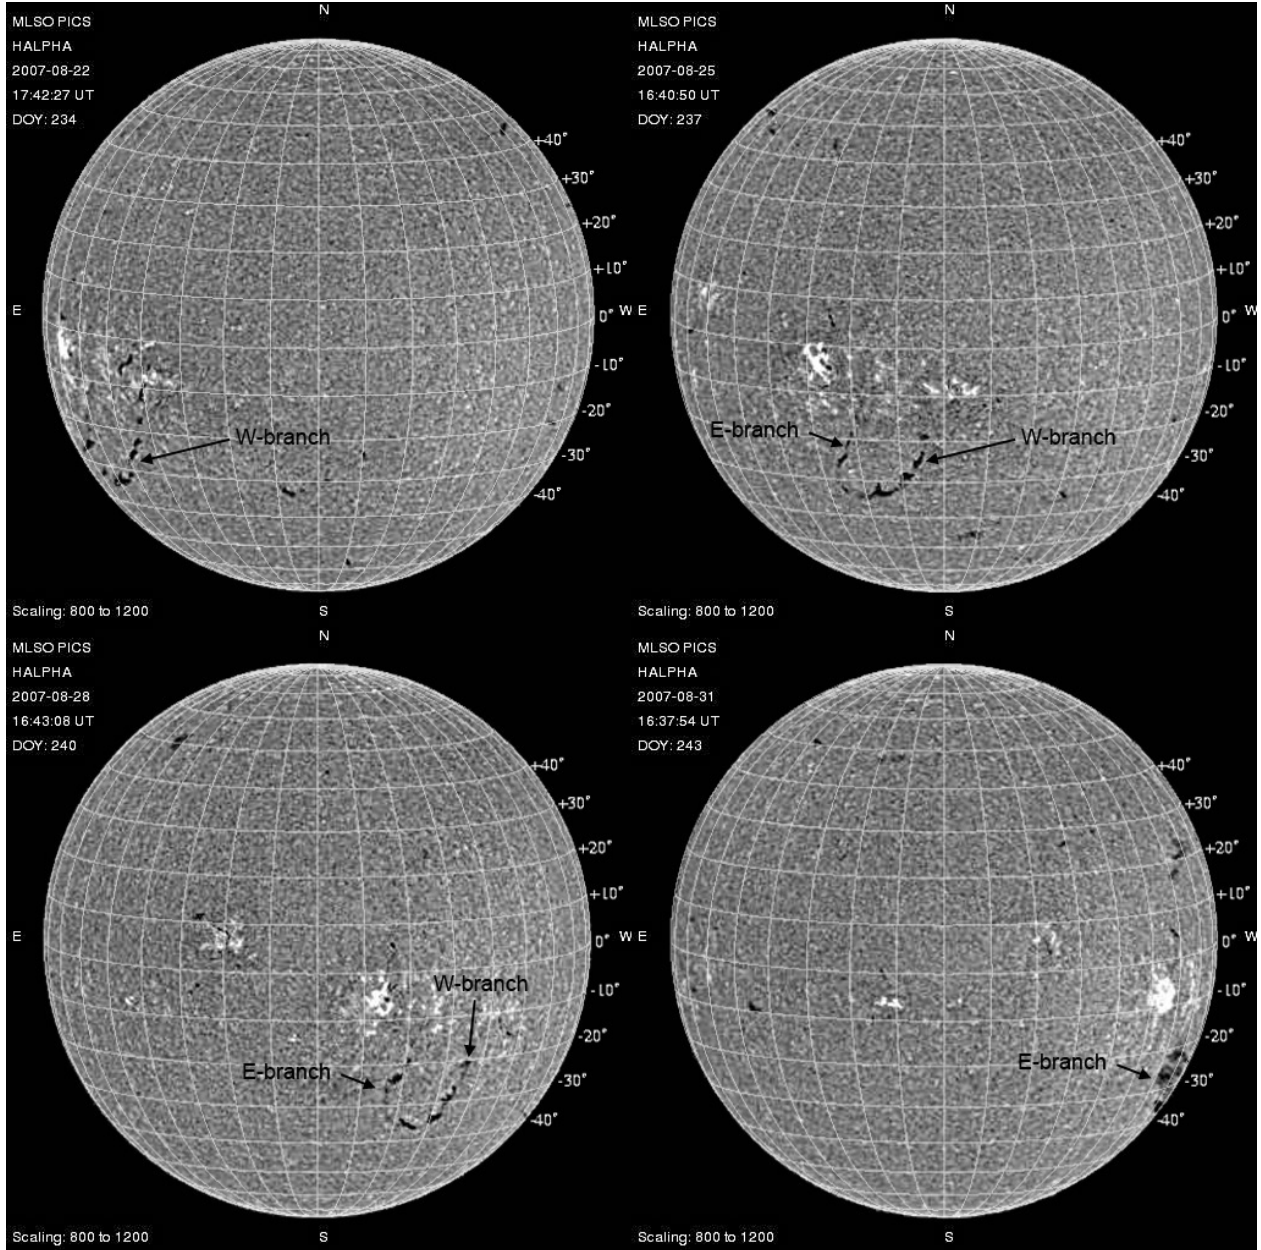 N
MLSO PICS
HALPHA
2007-08-22
17:42:27 UT
DOY: 234
+40°
+30°
+20°
+10°
E
0° W
-10°
-20°
W-branch
-30°
-40°
Scaling: 800 to 1200
S
N
MLSO PICS
HALPHA
2007-08-25
16:40:50 UT
DOY: 237
+40°
+30°
+20°
+10°
E
0° W
-10°
-20°
E-branch
W-branch
-30°
-40°
Scaling: 800 to 1200
S
N
MLSO PICS
HALPHA
2007-08-28
16:43:08 UT
DOY: 240
+40°
+30°
+20°
+10°
E
0° W
-10°
W-branch
-20°
E-branch
-30°
-40°
Scaling: 800 to 1200
S
N
MLSO PICS
HALPHA
2007-08-31
16:37:54 UT
DOY: 243
+40°
+30°
+20°
+10°
E
0° W
-10°
-20°
E-branch
-30°
-40°
Scaling: 800 to 1200
S